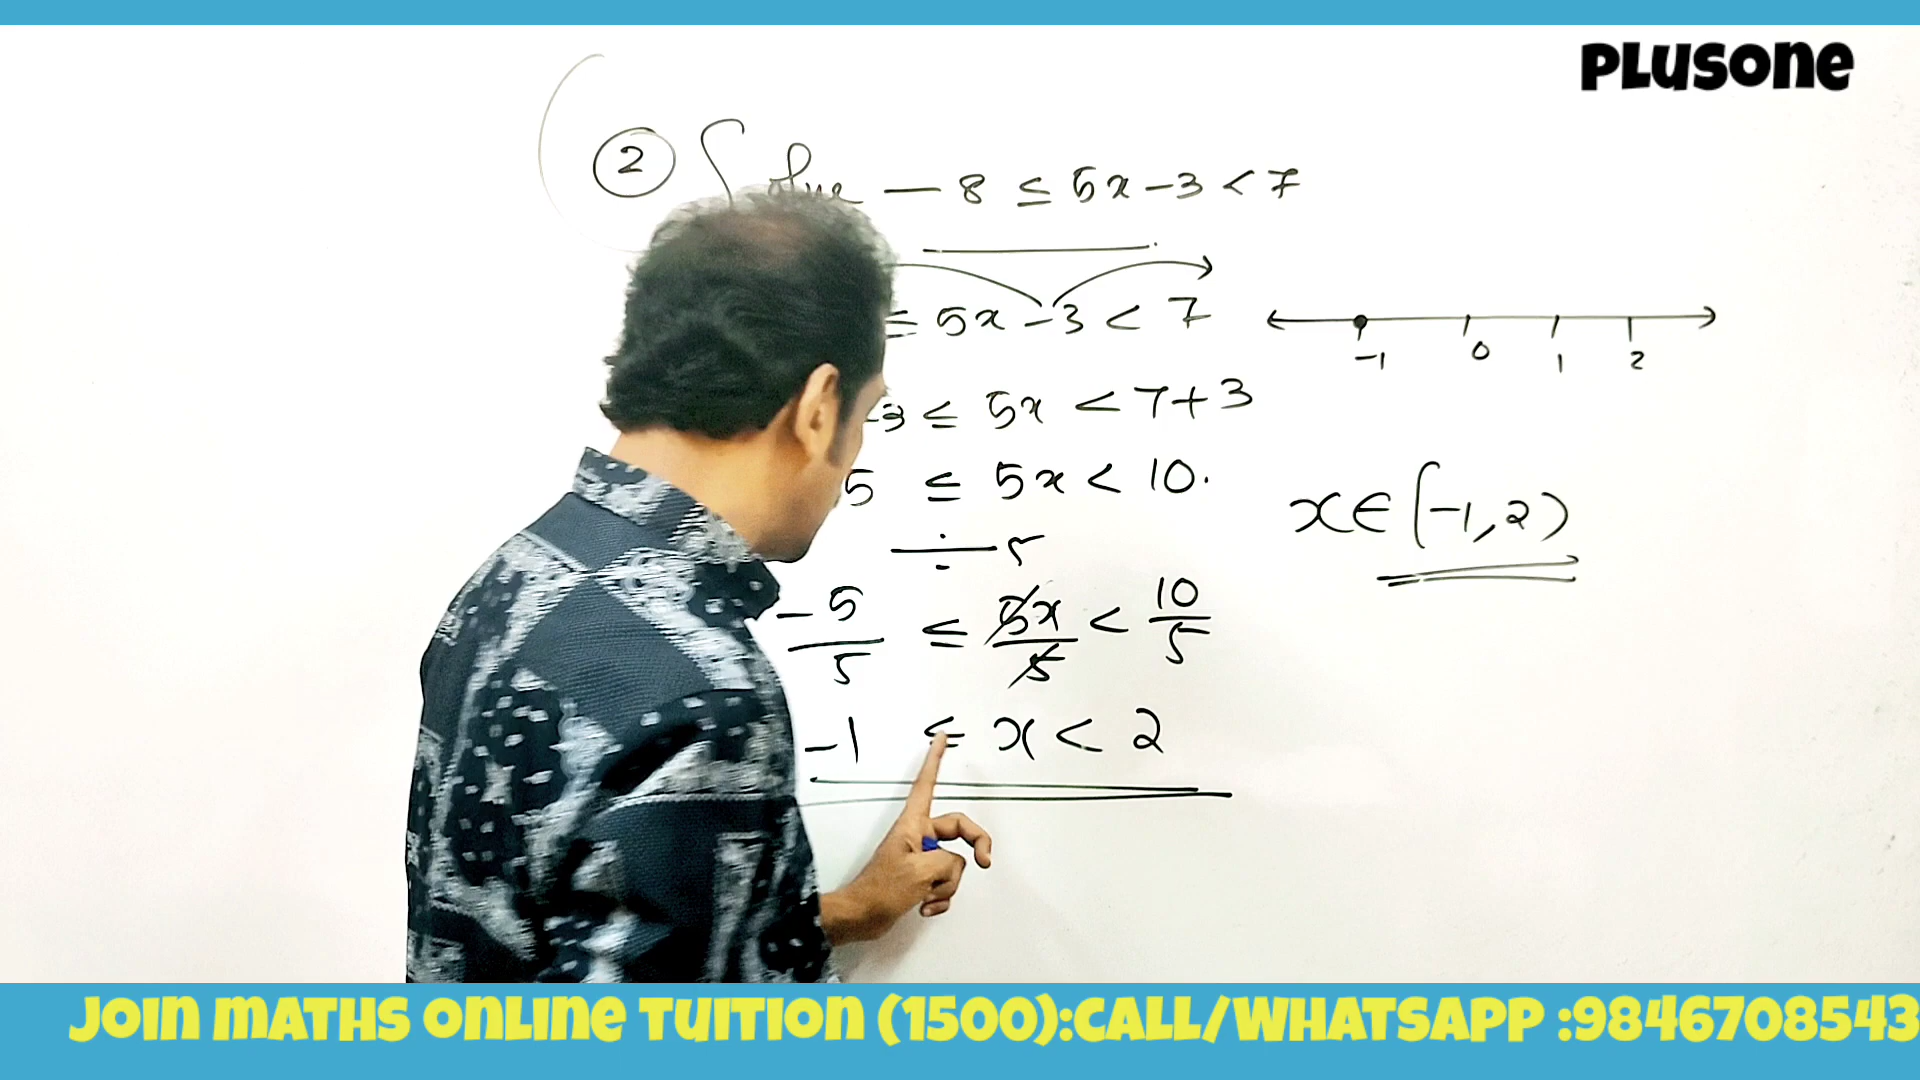 PLUSONE
② Solve -8 ≤ 5x-3 < 7
≤ 5x-3 < 7
-3 ≤ 5x < 7+3
5 ≤ 5x < 10.
÷ 5
-5/5 ≤ 5x/5 < 10/5
-1 ≤ x < 2
-1 0 1 2
x∈[-1,2)
JOIN MATHS ONLINE TUITION (1500):CALL/WHATSAPP :9846708543